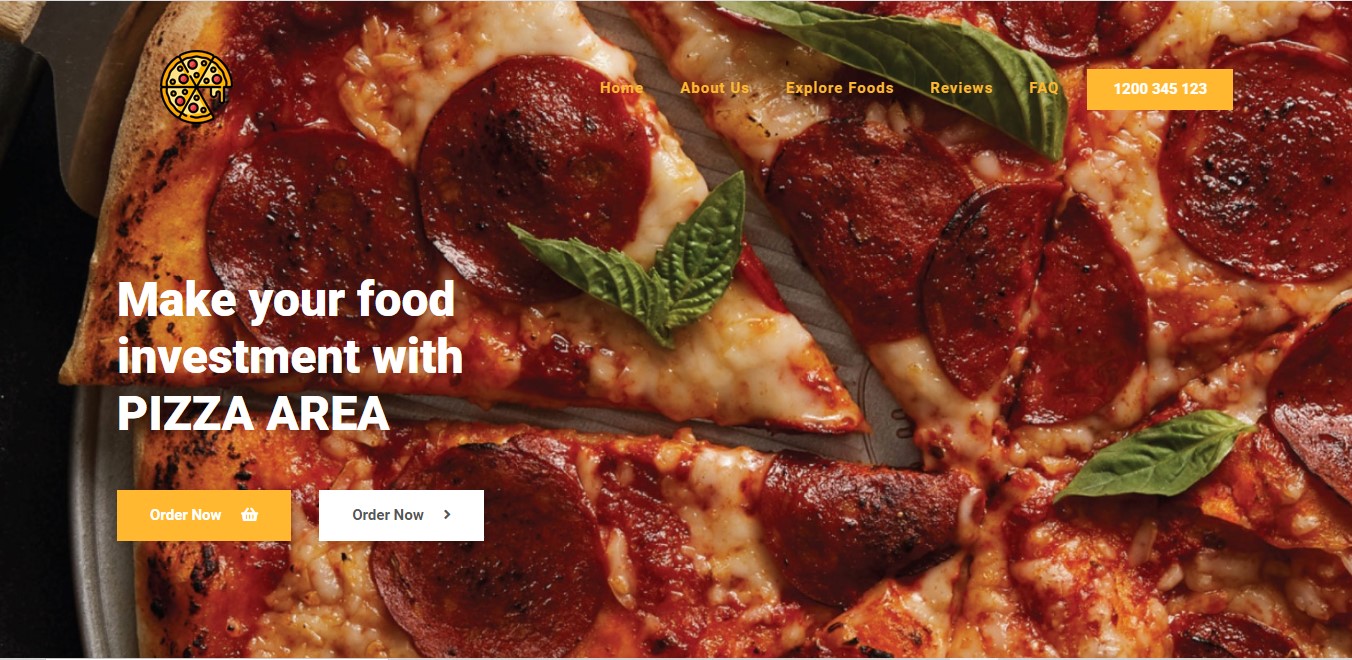 Home About Us Explore Foods Reviews FAQ 1200 345 123
Make your food
investment with
PIZZA AREA
Order Now Order Now